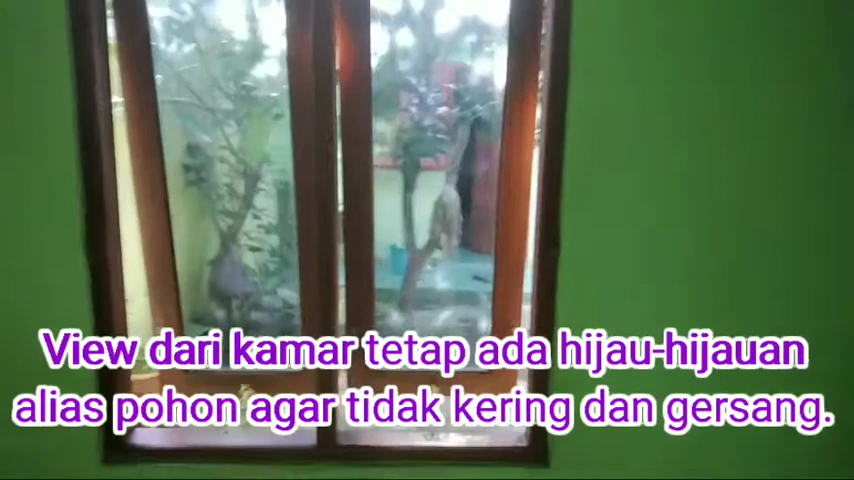 View dari kamar tetap ada hijau-hijauan
alias pohon agar tidak kering dan gersang.